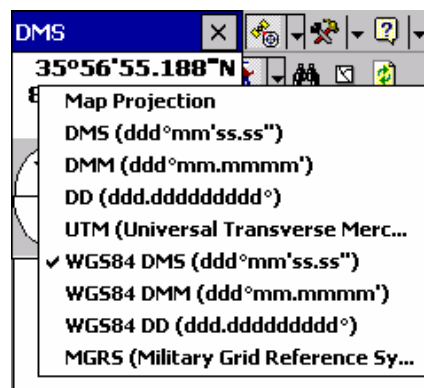 DMS
35°56'55.188"N
8
Map Projection
DMS (ddd°mm'ss.ss")
DMM (ddd°mm.mmmm')
DD (ddd.ddddddddd°)
UTM (Universal Transverse Merc...
WGS84 DMS (ddd°mm'ss.ss")
WGS84 DMM (ddd°mm.mmmm')
WGS84 DD (ddd.ddddddddd°)
MGRS (Military Grid Reference Sy...